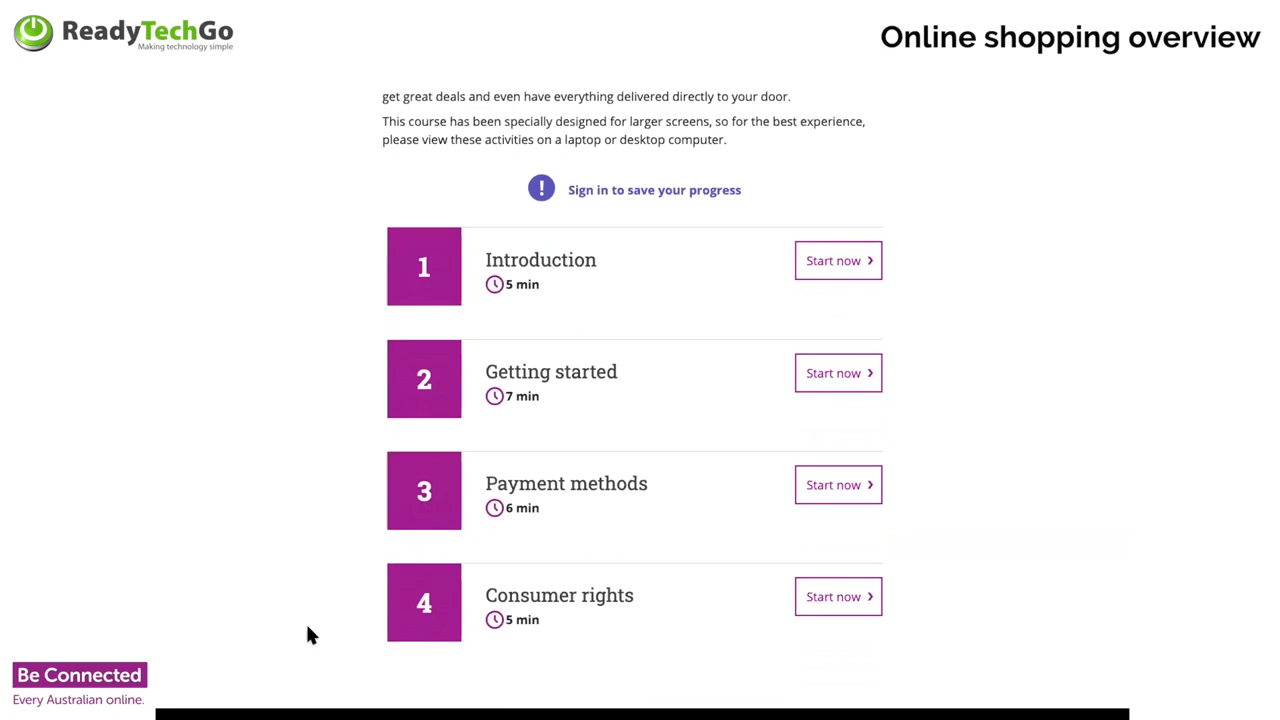 ReadyTechGo
Making technology simple
Online shopping overview
get great deals and even have everything delivered directly to your door.
This course has been specially designed for larger screens, so for the best experience,
please view these activities on a laptop or desktop computer.
! Sign in to save your progress
1 Introduction Start now ›
5 min
2 Getting started Start now ›
7 min
3 Payment methods Start now ›
6 min
4 Consumer rights Start now ›
5 min
Be Connected
Every Australian online.